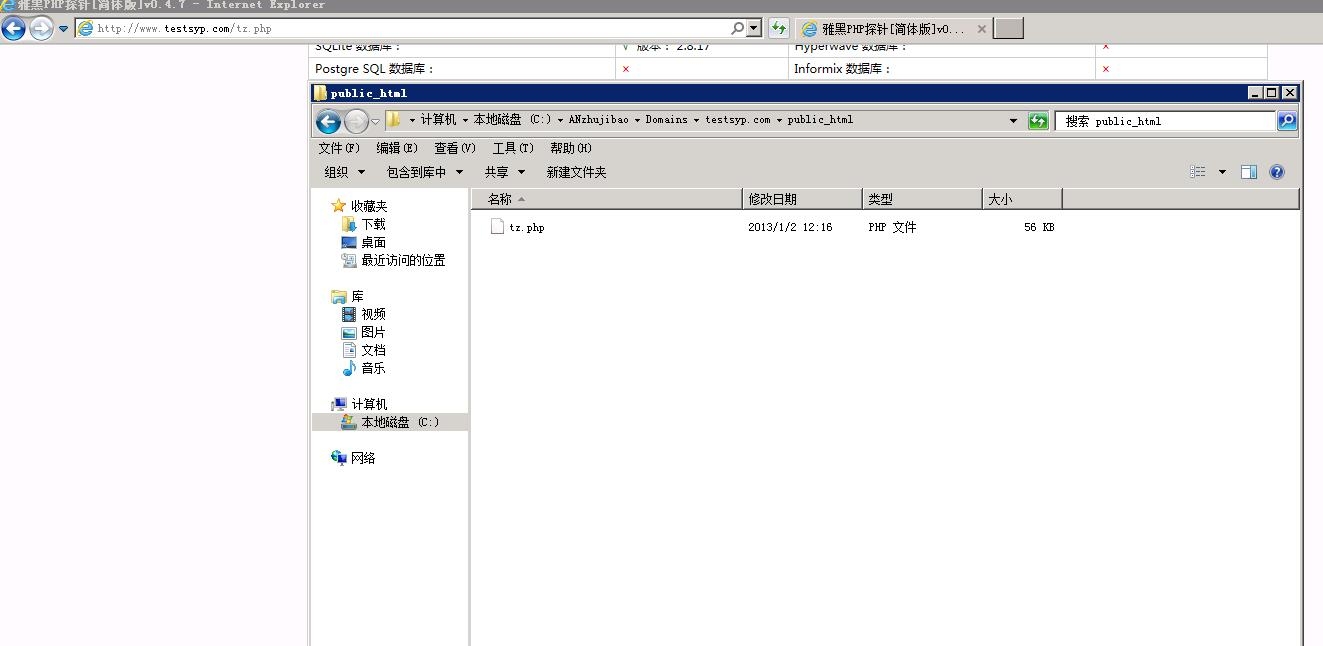 雅黑PHP探针[简体版]v0.4.7 - Internet Explorer
http://www.testsyp.com/tz.php
雅黑PHP探针[简体版]v0...
SQLite 数据库： √ 版本： 2.8.17 Hyperwave 数据库： ×
Postgre SQL 数据库： × Informix 数据库： ×
public_html
计算机 本地磁盘 (C:) ANzhujibao Domains testsyp.com public_html 搜索 public_html
文件(F) 编辑(E) 查看(V) 工具(T) 帮助(H)
组织 包含到库中 共享 新建文件夹
名称 修改日期 类型 大小
tz.php 2013/1/2 12:16 PHP 文件 56 KB
收藏夹
下载
桌面
最近访问的位置
库
视频
图片
文档
音乐
计算机
本地磁盘 (C:)
网络